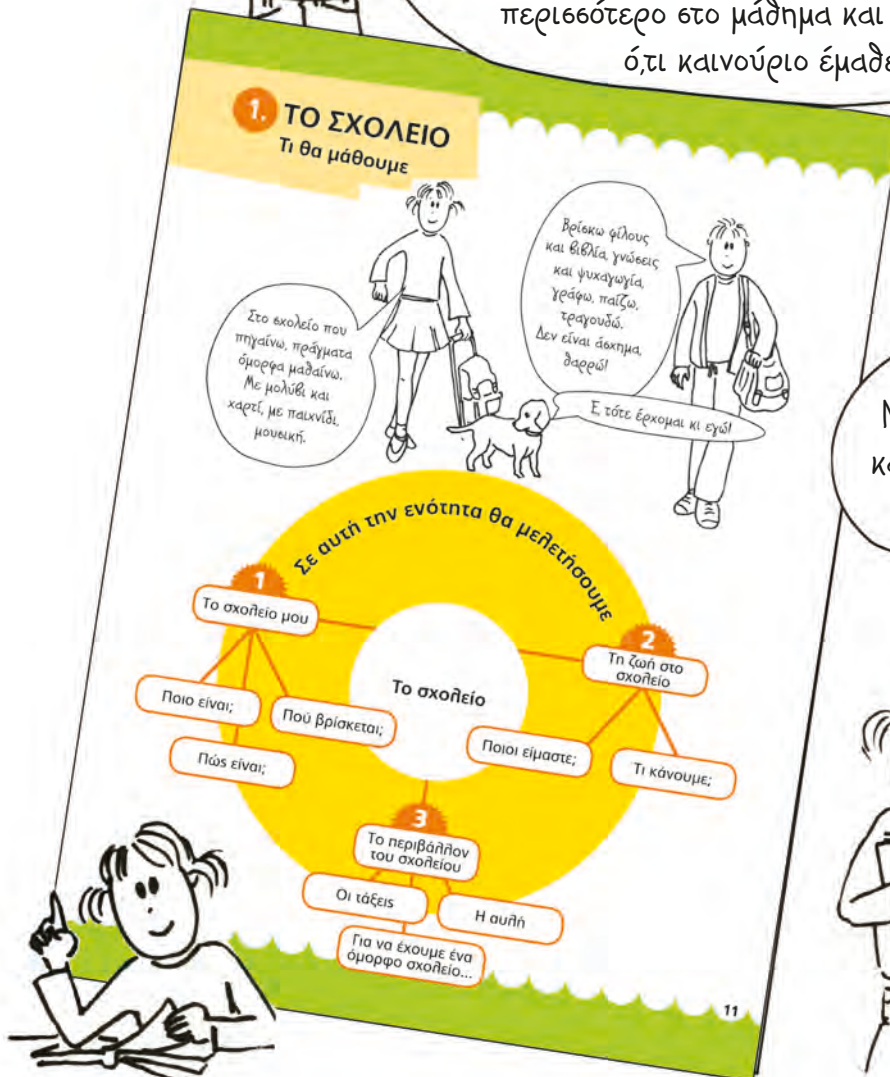 περισσότερο στο μάθημα και
ό,τι καινούριο έμαθε
1. ΤΟ ΣΧΟΛΕΙΟ
Τι θα μάθουμε
Στο σχολείο που
πηγαίνω, πράγματα
όμορφα μαθαίνω.
Με μολύβι και
χαρτί, με παιχνίδι,
μουσική.
Βρίσκω φίλους
και βιβλία, γνώσεις
και ψυχαγωγία,
γράφω, παίζω,
τραγουδώ.
Δεν είναι άσχημα,
θαρρώ!
Ε, τότε έρχομαι κι εγώ!
Σε αυτή την ενότητα θα μελετήσουμε
1
Το σχολείο μου
Ποιο είναι;
Πώς είναι;
Πού βρίσκεται;
Το σχολείο
2
Τη ζωή στο
σχολείο
Ποιοι είμαστε;
Τι κάνουμε;
3
Το περιβάλλον
του σχολείου
Οι τάξεις
Η αυλή
Για να έχουμε ένα
όμορφο σχολείο...
11